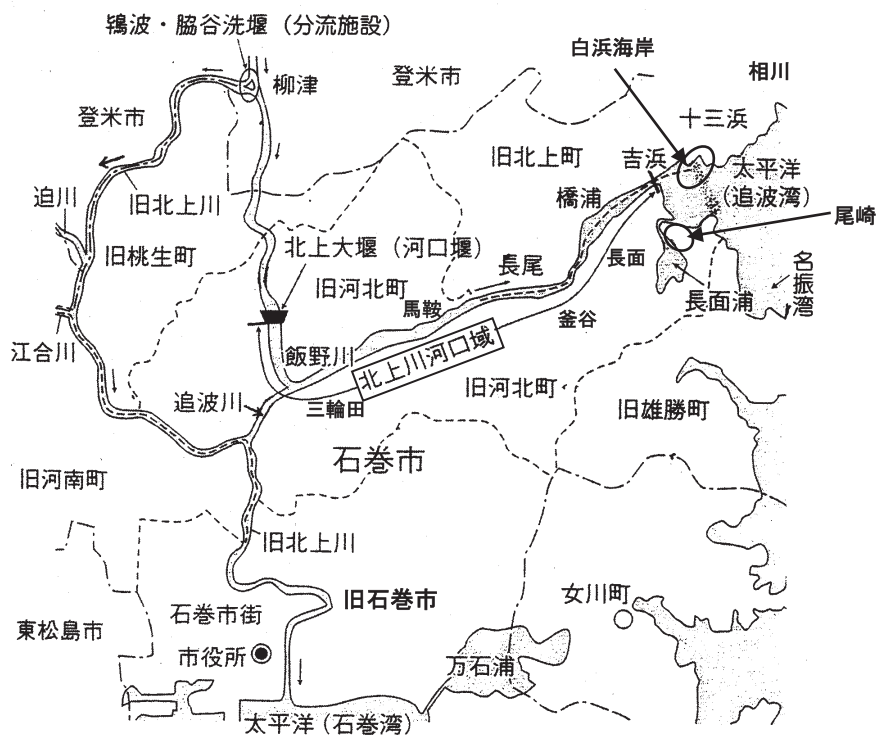 鴇波・脇谷洗堰（分流施設）
白浜海岸
相川
柳津
登米市
登米市
十三浜
旧北上町
吉浜
太平洋
（追波湾）
迫川
旧北上川
橋浦
尾崎
旧桃生町
北上大堰（河口堰）
長尾
長面
名振湾
旧河北町
馬鞍
長面浦
釜谷
江合川
飯野川
北上川河口域
追波川
三輪田
旧河北町
旧雄勝町
石巻市
旧河南町
旧北上川
旧石巻市
女川町
石巻市街
東松島市
市役所
万石浦
太平洋（石巻湾）